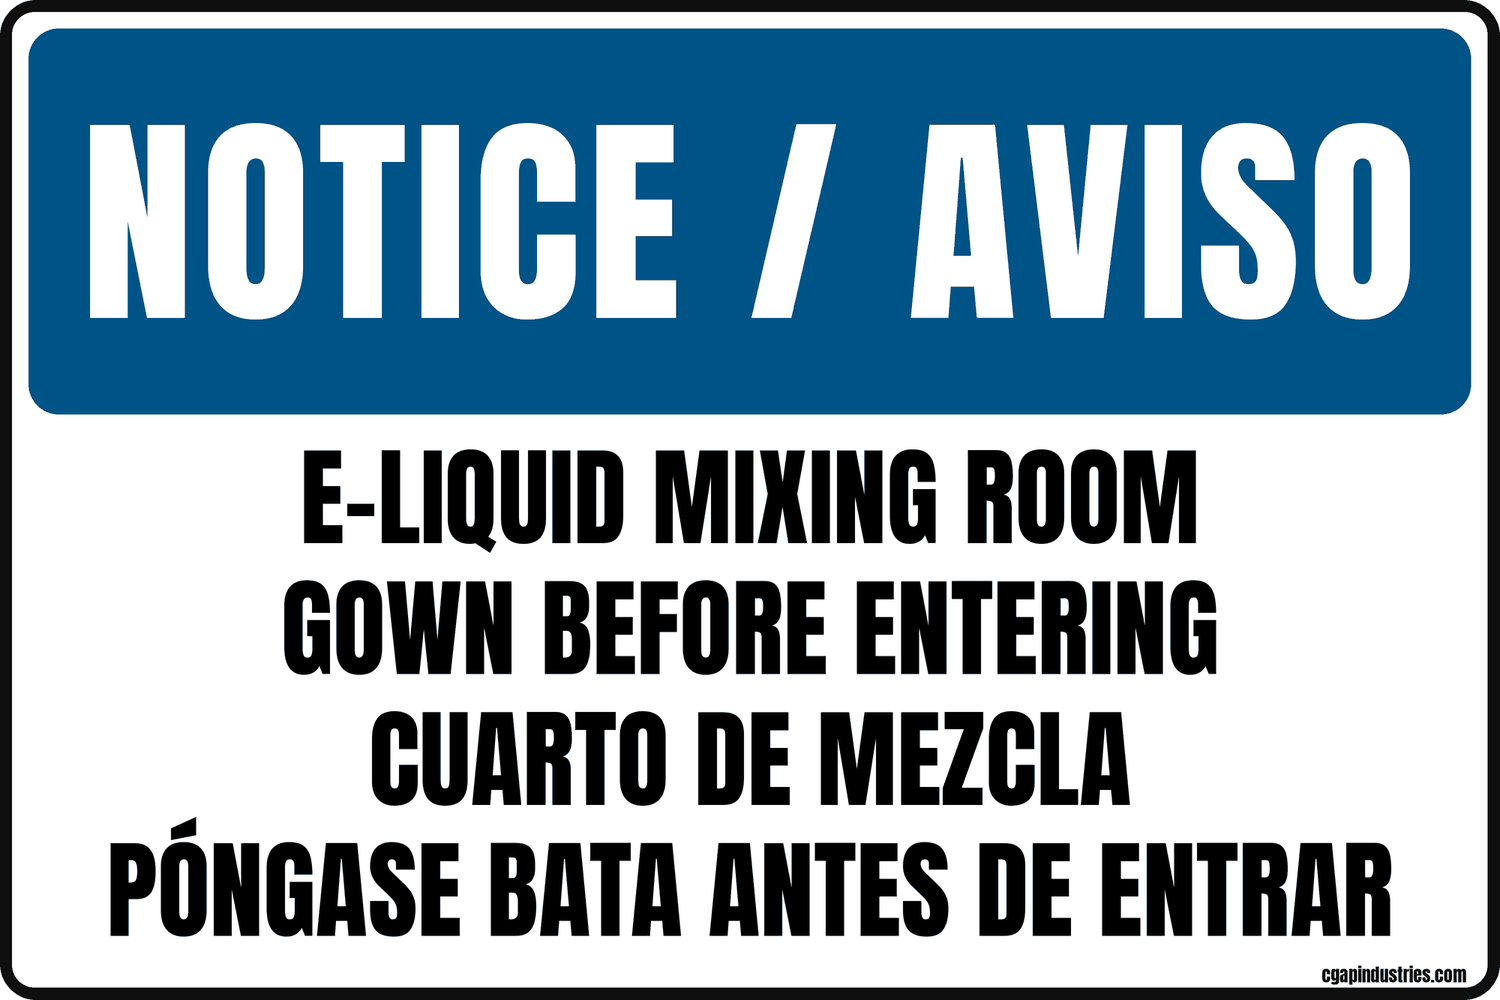 NOTICE / AVISO
E-LIQUID MIXING ROOM
GOWN BEFORE ENTERING
CUARTO DE MEZCLA
PÓNGASE BATA ANTES DE ENTRAR
cgapindustries.com